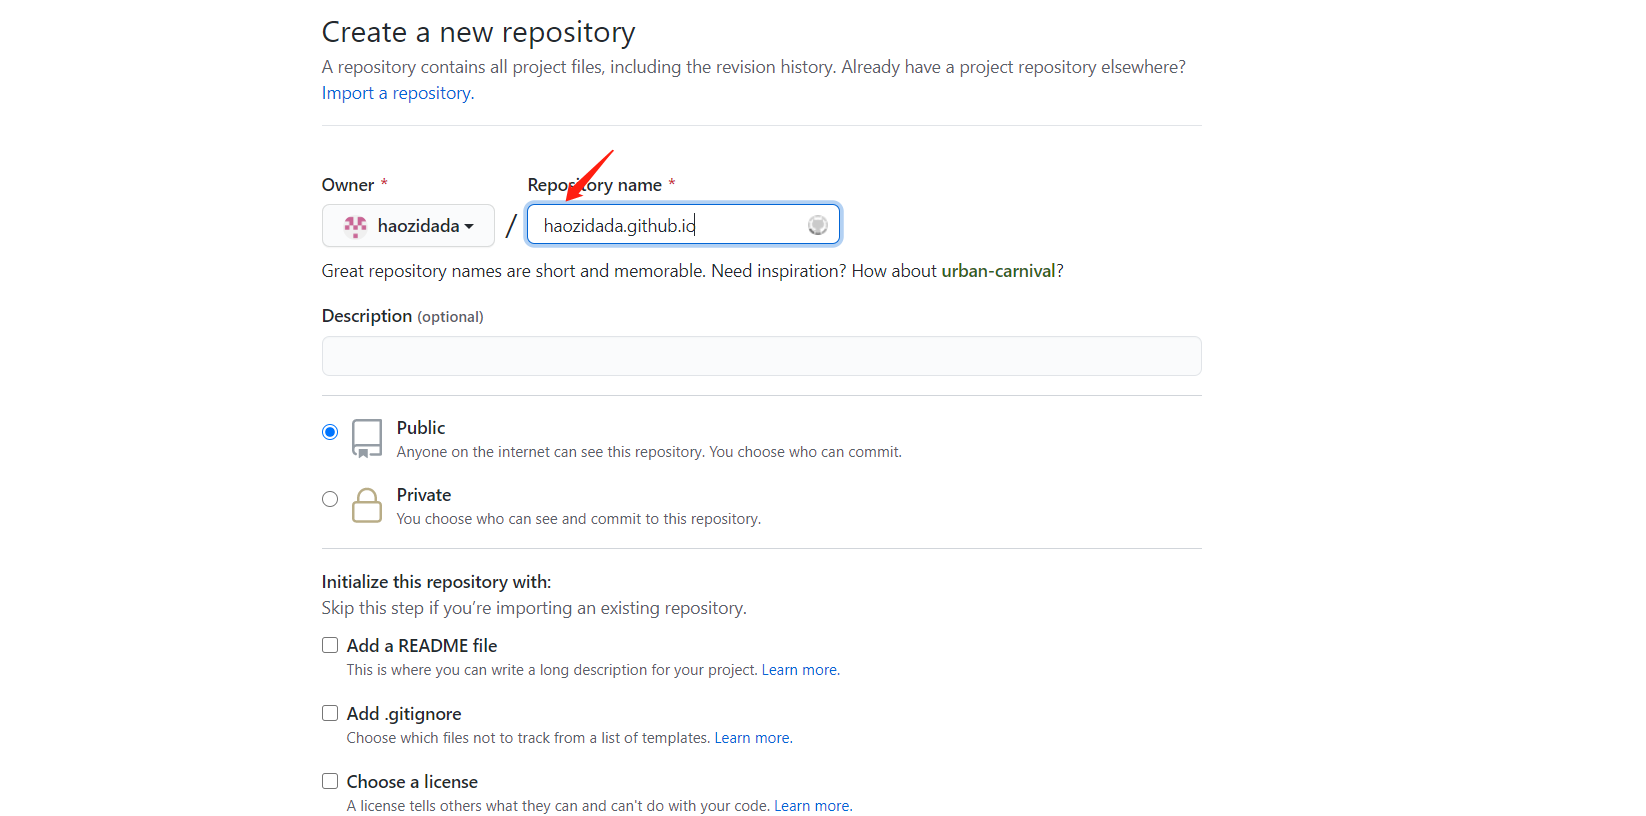 Create a new repository
A repository contains all project files, including the revision history. Already have a project repository elsewhere?
Import a repository.
Owner *
Repository name *
haozidada
/
haozidada.github.io
Great repository names are short and memorable. Need inspiration? How about urban-carnival?
Description (optional)
Public
Anyone on the internet can see this repository. You choose who can commit.
Private
You choose who can see and commit to this repository.
Initialize this repository with:
Skip this step if you’re importing an existing repository.
Add a README file
This is where you can write a long description for your project. Learn more.
Add .gitignore
Choose which files not to track from a list of templates. Learn more.
Choose a license
A license tells others what they can and can't do with your code. Learn more.